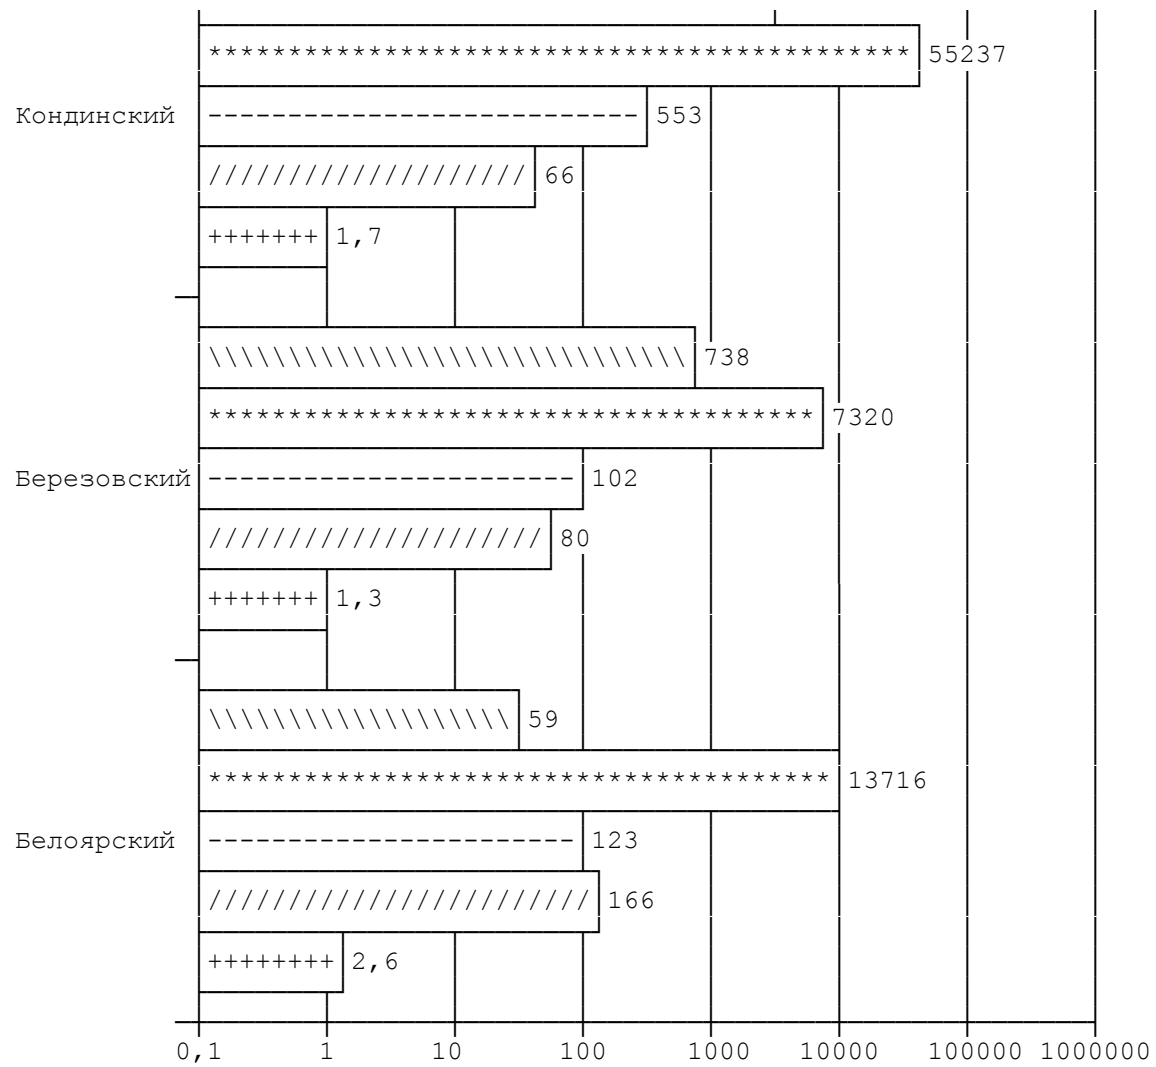 ******************************************** 55237
Кондинский --------------------------- 553
//////////////////// 66
+++++++ 1,7
\\\\\\\\\\\\\\\\\\\\\\\\\\\\\\ 738
************************************** 7320
Березовский ----------------------- 102
///////////////////// 80
+++++++ 1,3
\\\\\\\\\\\\\\\\\\\ 59
*************************************** 13716
Белоярский ----------------------- 123
//////////////////////// 166
++++++++ 2,6
0,1 1 10 100 1000 10000 100000 1000000